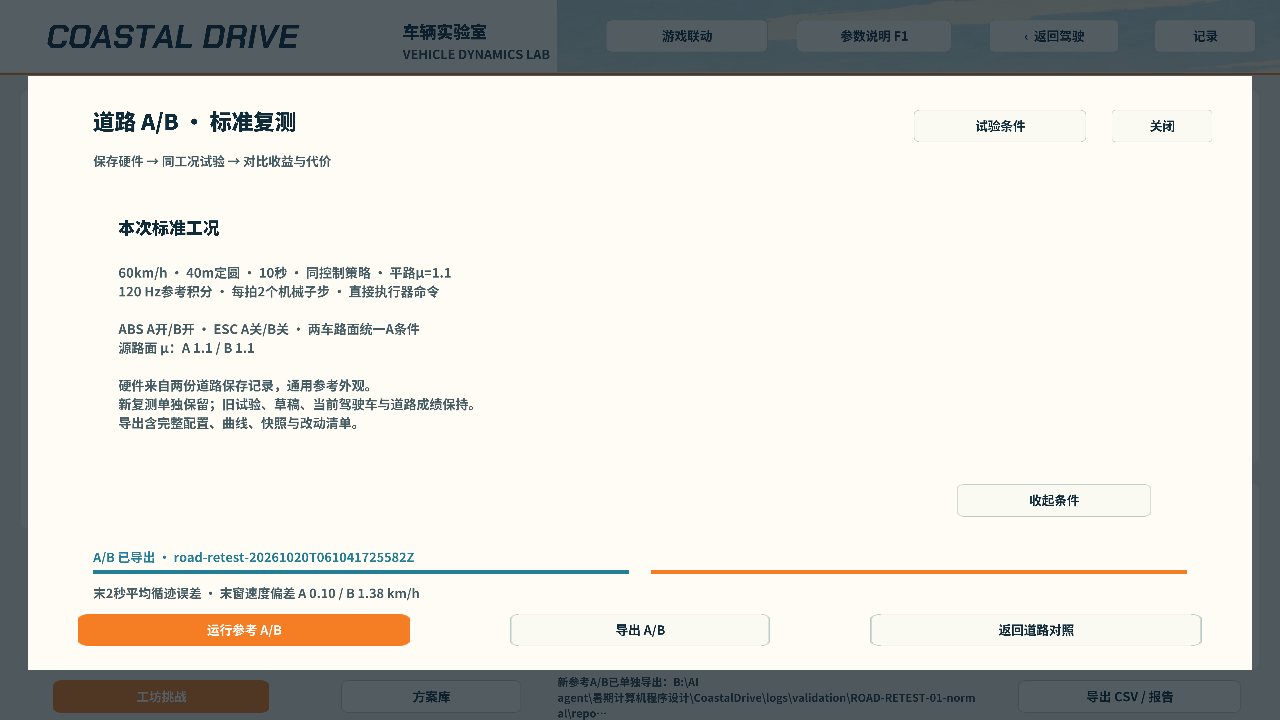 COASTAL DRIVE
车辆实验室
VEHICLE DYNAMICS LAB
游戏联动
参数说明 F1
‹ 返回驾驶
记录
道路 A/B · 标准复测
试验条件
关闭
保存硬件 → 同工况试验 → 对比收益与代价
本次标准工况
60km/h · 40m定圆 · 10秒 · 同控制策略 · 平路μ=1.1
120 Hz参考积分 · 每拍2个机械子步 · 直接执行器命令
ABS A开/B开 · ESC A关/B关 · 两车路面统一A条件
源路面 μ：A 1.1 / B 1.1
硬件来自两份道路保存记录，通用参考外观。
新复测单独保留；旧试验、草稿、当前驾驶车与道路成绩保持。
导出含完整配置、曲线、快照与改动清单。
收起条件
A/B 已导出 · road-retest-20261020T061041725582Z
末2秒平均循迹误差 · 末窗速度偏差 A 0.10 / B 1.38 km/h
运行参考 A/B
导出 A/B
返回道路对照
工坊挑战
方案库
新参考A/B已单独导出：B:\AI
agent\暑期计算机程序设计\CoastalDrive\logs\validation\ROAD-RETEST-01-norm
al\repo…
导出 CSV / 报告